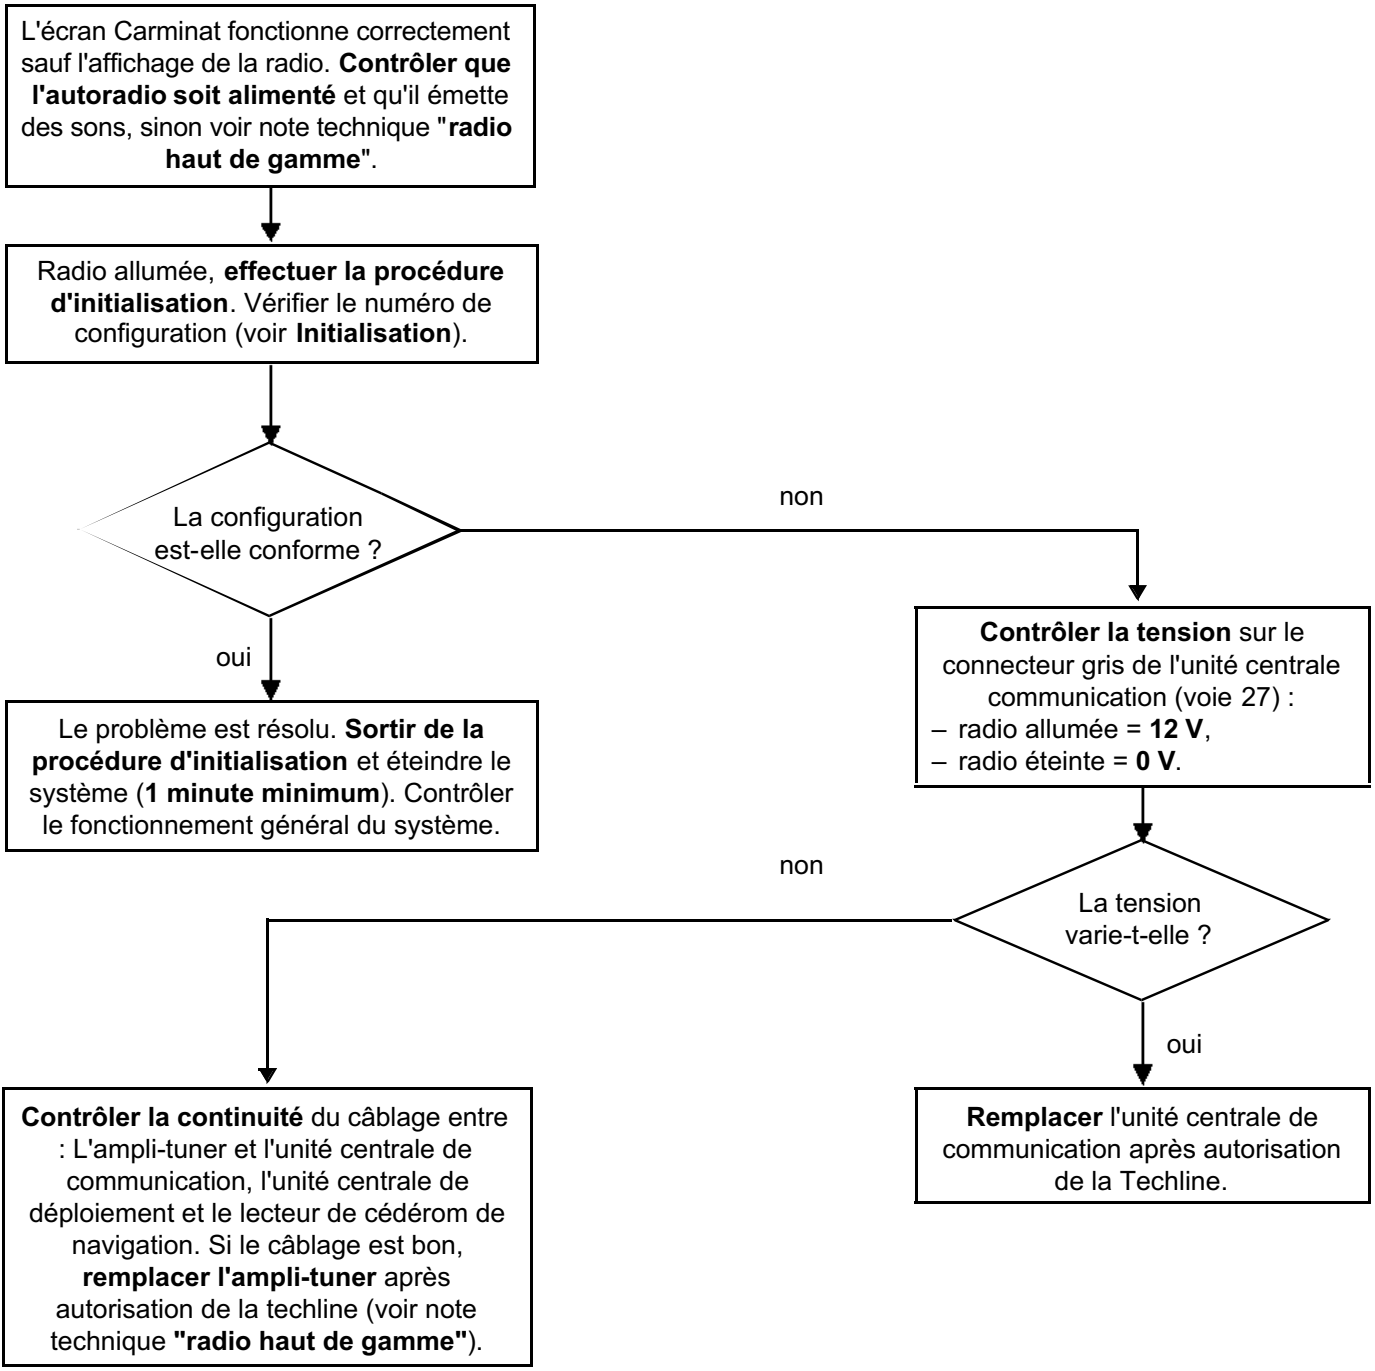 L'écran Carminat fonctionne correctement
sauf l'affichage de la radio. Contrôler que
l'autoradio soit alimenté et qu'il émette
des sons, sinon voir note technique "radio
haut de gamme".
Radio allumée, effectuer la procédure
d'initialisation. Vérifier le numéro de
configuration (voir Initialisation).
La configuration
est-elle conforme ?
non
oui
Le problème est résolu. Sortir de la
procédure d'initialisation et éteindre le
système (1 minute minimum). Contrôler
le fonctionnement général du système.
Contrôler la tension sur le
connecteur gris de l'unité centrale
communication (voie 27) :
– radio allumée = 12 V,
– radio éteinte = 0 V.
La tension
varie-t-elle ?
non
oui
Contrôler la continuité du câblage entre
: L'ampli-tuner et l'unité centrale de
communication, l'unité centrale de
déploiement et le lecteur de cédérom de
navigation. Si le câblage est bon,
remplacer l'ampli-tuner après
autorisation de la techline (voir note
technique "radio haut de gamme").
Remplacer l'unité centrale de
communication après autorisation
de la Techline.